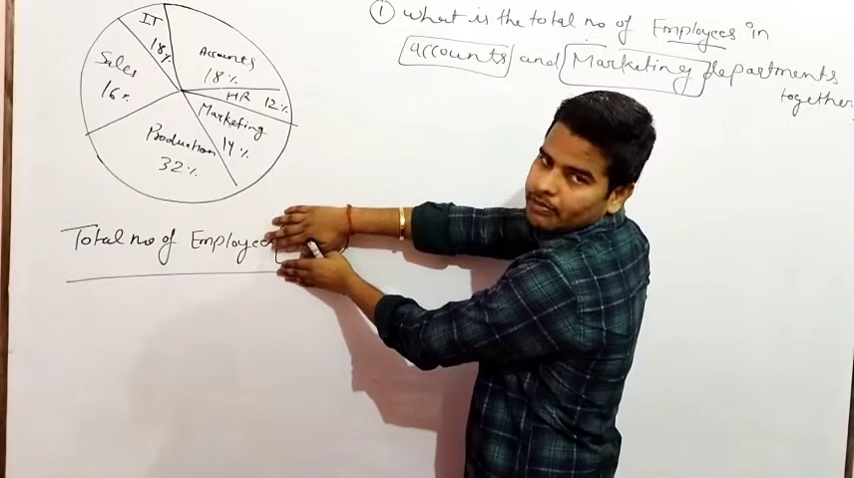 IT
18%
Accounts
18%
HR 12%
Sales
16%
Marketing
14%
Production
32%
Total no of Employees
① What is the total no of Employees in
accounts and Marketing departments
together